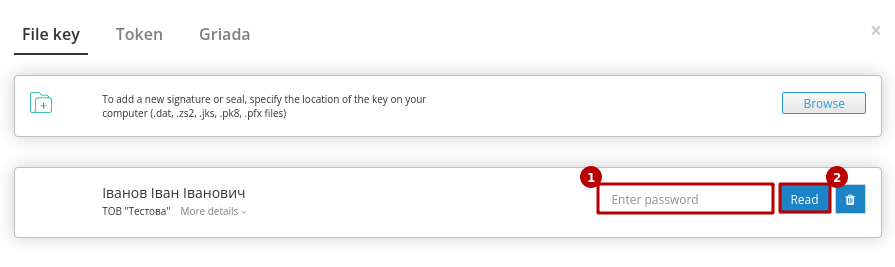 File key Token Griada ×
To add a new signature or seal, specify the location of the key on your
computer (.dat, .zs2, .jks, .pk8, .pfx files)
Browse
Іванов Іван Іванович
ТОВ "Тестова" More details
1
Enter password
2
Read